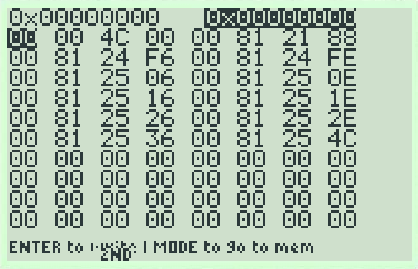 0x00000000 0x00000000
00 00 4C 00 00 81 21 88
00 81 24 F6 00 81 24 FE
00 81 25 06 00 81 25 0E
00 81 25 16 00 81 25 1E
00 81 25 26 00 81 25 2E
00 81 25 36 00 81 25 4C
00 00 00 00 00 00 00 00
00 00 00 00 00 00 00 00
00 00 00 00 00 00 00 00
00 00 00 00 00 00 00 00
ENTER to | MODE to go to mem
2ND